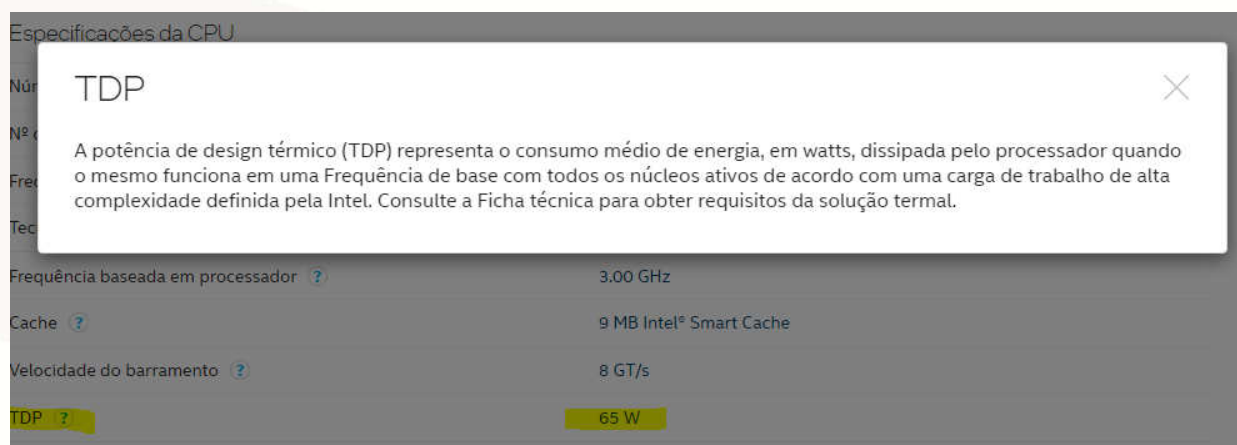 Especificações da CPU
TDP
A potência de design térmico (TDP) representa o consumo médio de energia, em watts, dissipada pelo processador quando
o mesmo funciona em uma Frequência de base com todos os núcleos ativos de acordo com uma carga de trabalho de alta
complexidade definida pela Intel. Consulte a Ficha técnica para obter requisitos da solução termal.
Frequência baseada em processador ? 3.00 GHz
Cache ? 9 MB Intel® Smart Cache
Velocidade do barramento ? 8 GT/s
TDP ? 65 W